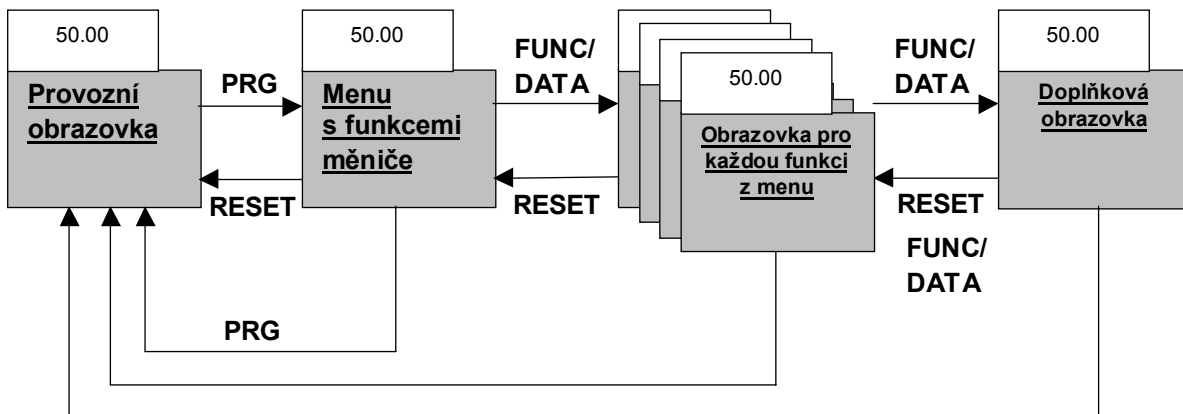 50.00
Provozní
obrazovka
PRG
50.00
Menu
s funkcemi
měniče
RESET
FUNC/
DATA
RESET
50.00
Obrazovka pro
každou funkci
z menu
FUNC/
DATA
RESET
FUNC/
DATA
50.00
Doplňková
obrazovka
PRG